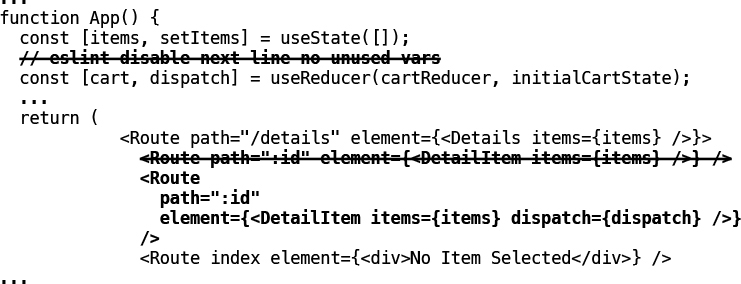 ...
function App() {
  const [items, setItems] = useState([]);
  // eslint-disable-next-line no-unused-vars
  const [cart, dispatch] = useReducer(cartReducer, initialCartState);
  ...
  return (
            <Route path="/details" element={<Details items={items} />}>
              <Route path=":id" element={<DetailItem items={items} />} />
              <Route
                path=":id"
                element={<DetailItem items={items} dispatch={dispatch} />}
              />
              <Route index element={<div>No Item Selected</div>} />
...